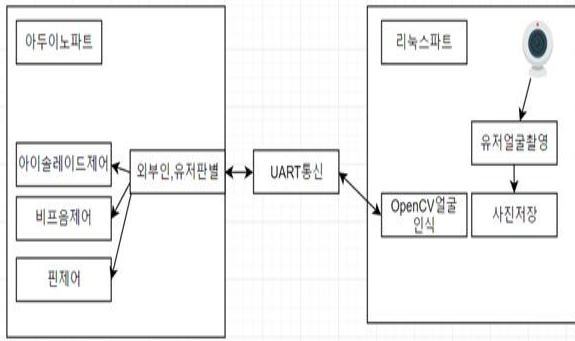 아두이노파트
아이솔레이드제어
비프음제어
핀제어
외부인,유저판별
UART통신
리눅스파트
유저얼굴촬영
OpenCV얼굴
인식
사진저장